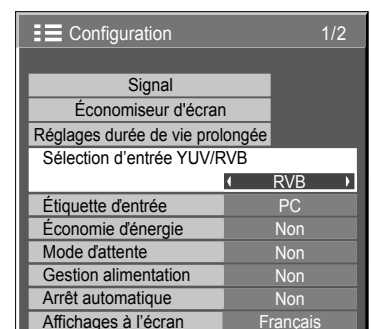 Configuration 1/2
Signal
Économiseur d'écran
Réglages durée de vie prolongée
Sélection d'entrée YUV/RVB
RVB
Étiquette d'entrée PC
Économie d'énergie Non
Mode d'attente Non
Gestion alimentation Non
Arrêt automatique Non
Affichages à l'écran Français